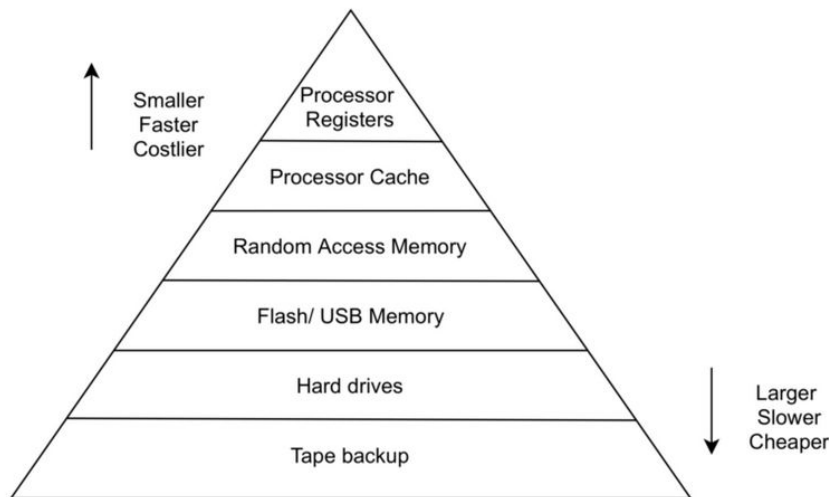 Processor
Registers
Smaller
Faster
Costlier
Processor Cache
Random Access Memory
Flash/ USB Memory
Hard drives
Larger
Slower
Cheaper
Tape backup